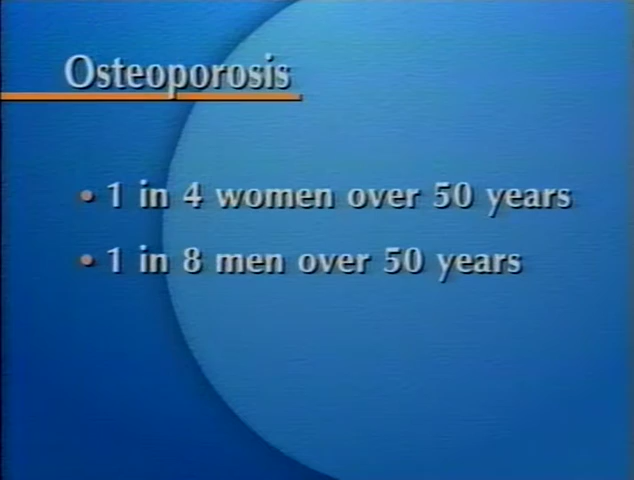 Osteoporosis
• 1 in 4 women over 50 years
• 1 in 8 men over 50 years